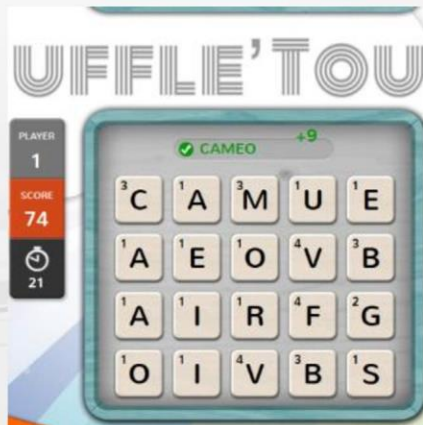 UFFLE'TOU
PLAYER
1
SCORE
74
21
CAMEO +9
3 C 1 A 3 M 1 U 1 E
1 A 1 E 1 O 4 V 3 B
1 A 1 I 1 R 4 F 2 G
1 O 1 I 4 V 3 B 1 S